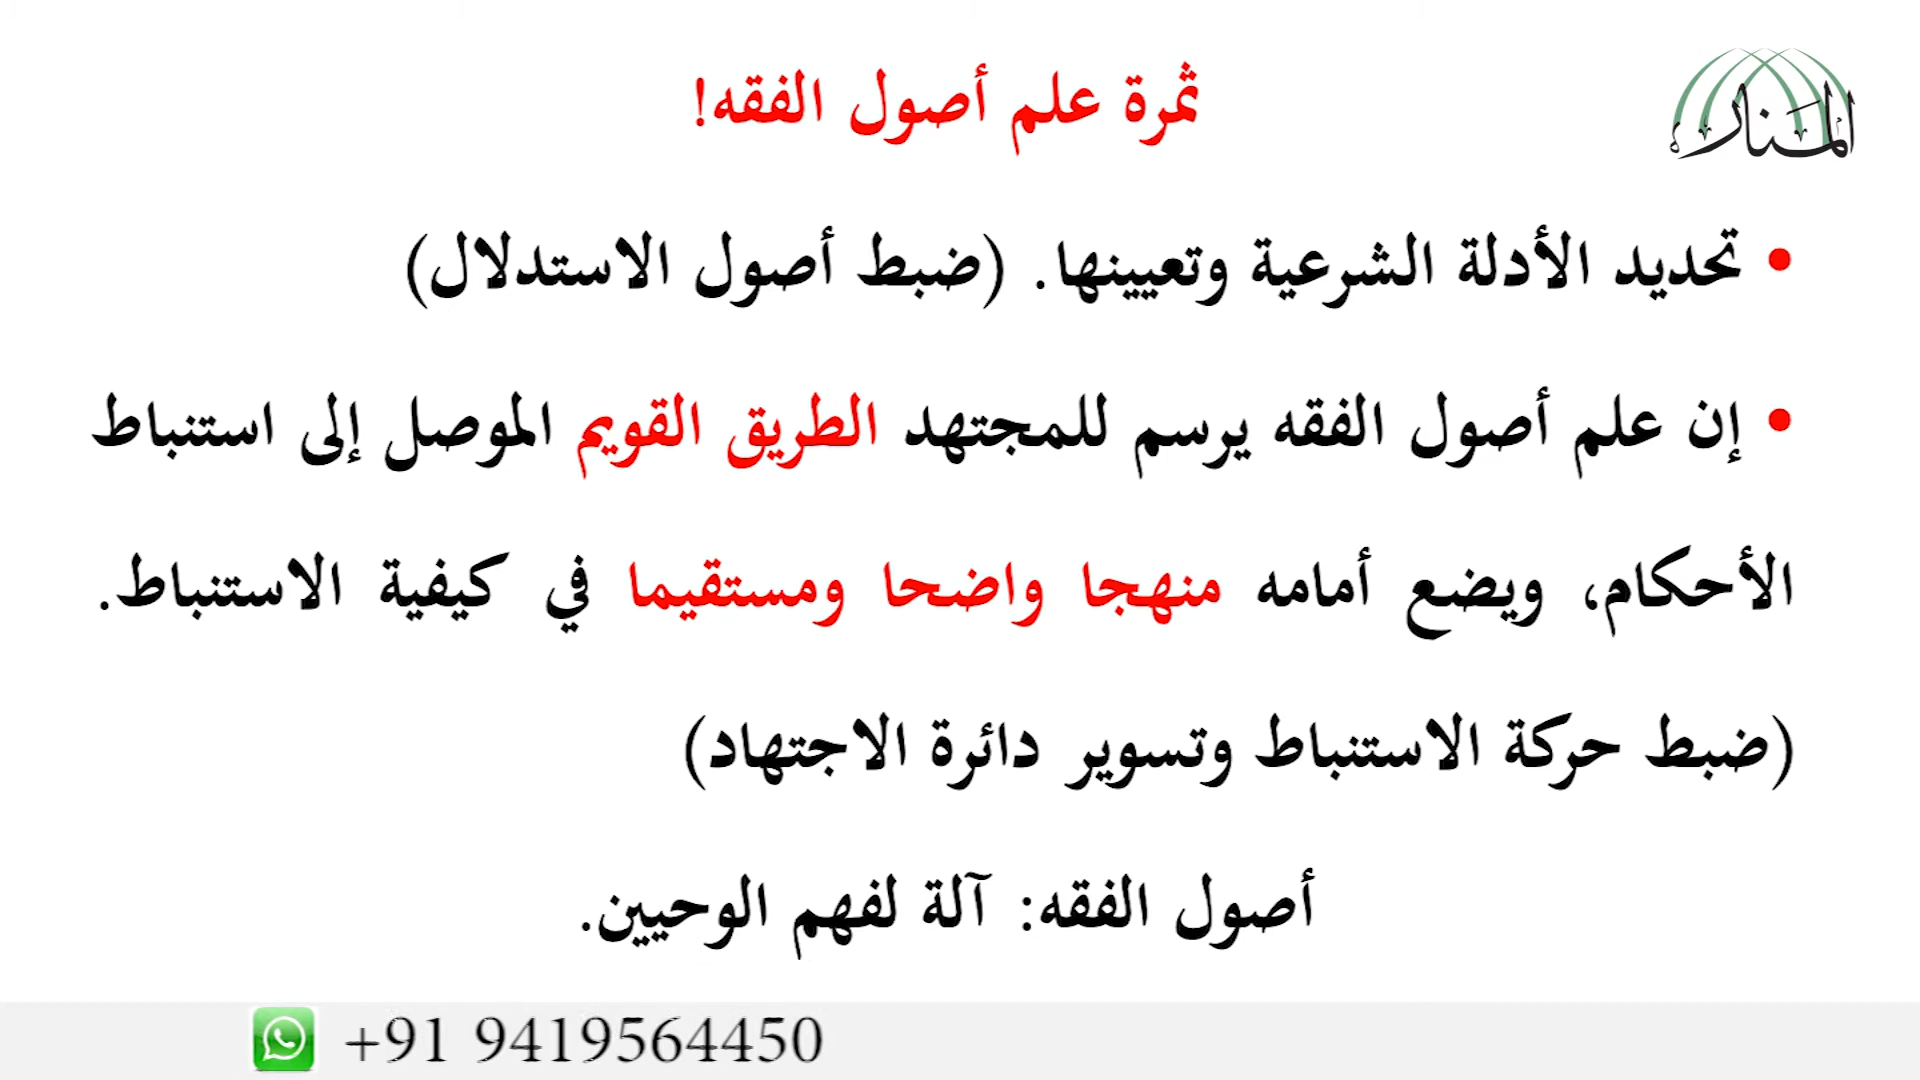 ثمرة علم أصول الفقه!
المنار
• تحديد الأدلة الشرعية وتعيينها. (ضبط أصول الاستدلال)
• إن علم أصول الفقه يرسم للمجتهد الطريق القويم الموصل إلى استنباط
الأحكام، ويضع أمامه منهجا واضحا ومستقيما في كيفية الاستنباط.
(ضبط حركة الاستنباط وتسوير دائرة الاجتهاد)
أصول الفقه: آلة لفهم الوحيين.
+91 9419564450